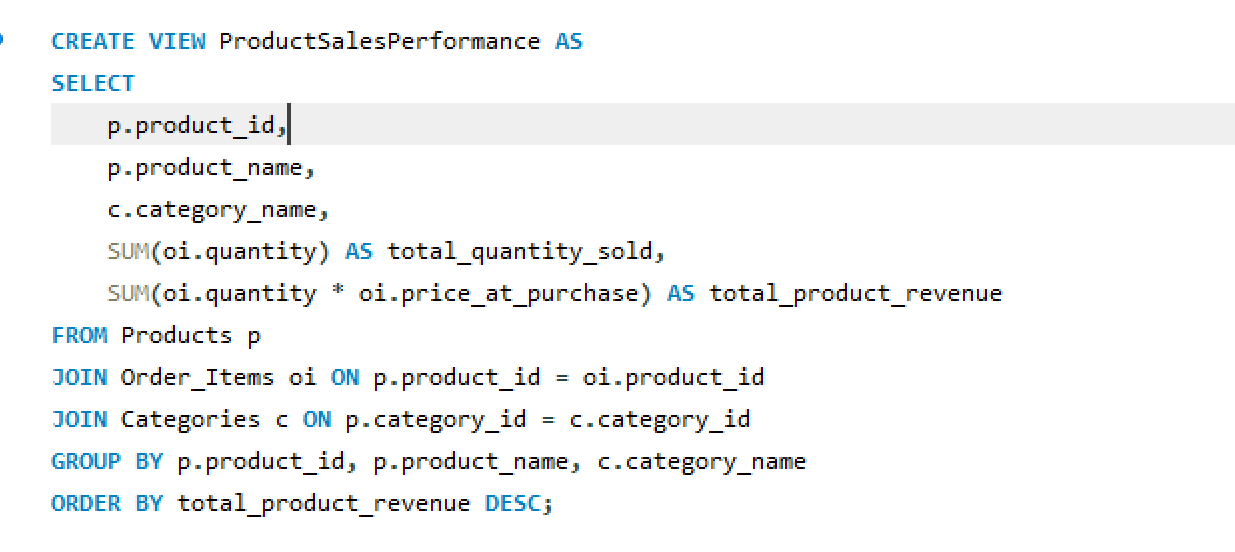 CREATE VIEW ProductSalesPerformance AS
SELECT
    p.product_id,
    p.product_name,
    c.category_name,
    SUM(oi.quantity) AS total_quantity_sold,
    SUM(oi.quantity * oi.price_at_purchase) AS total_product_revenue
FROM Products p
JOIN Order_Items oi ON p.product_id = oi.product_id
JOIN Categories c ON p.category_id = c.category_id
GROUP BY p.product_id, p.product_name, c.category_name
ORDER BY total_product_revenue DESC;